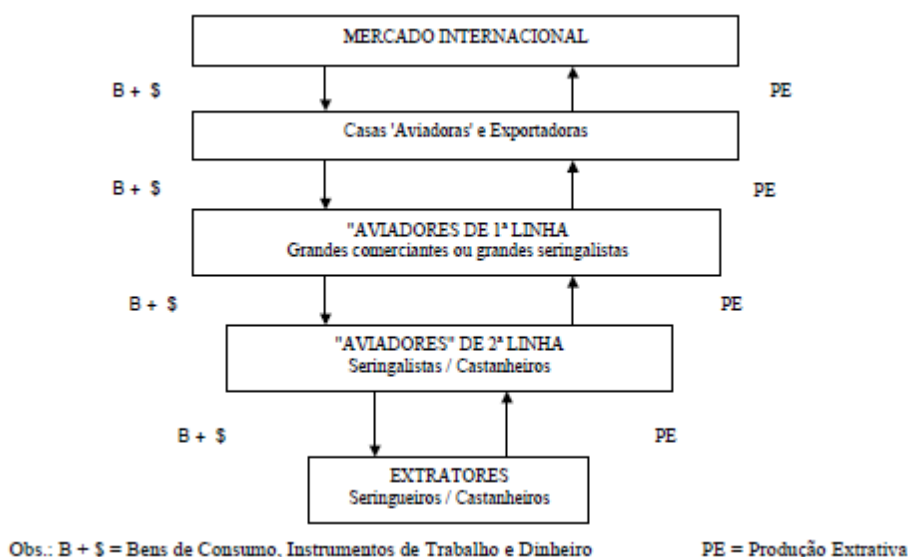 MERCADO INTERNACIONAL
B + $ PE
Casas 'Aviadoras' e Exportadoras
B + $ PE
"AVIADORES DE 1ª LINHA
Grandes comerciantes ou grandes seringalistas
B + $ PE
"AVIADORES" DE 2ª LINHA
Seringalistas / Castanheiros
B + $ PE
EXTRATORES
Seringueiros / Castanheiros
Obs.: B + $ = Bens de Consumo, Instrumentos de Trabalho e Dinheiro PE = Produção Extrativa